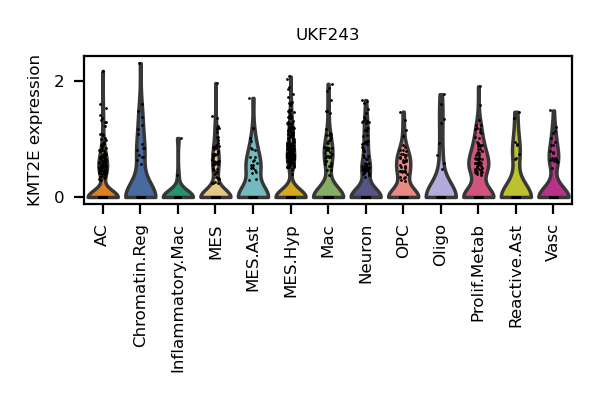 UKF243
KMT2E expression
2
0
AC
Chromatin.Reg
Inflammatory.Mac
MES
MES.Ast
MES.Hyp
Mac
Neuron
OPC
Oligo
Prolif.Metab
Reactive.Ast
Vasc